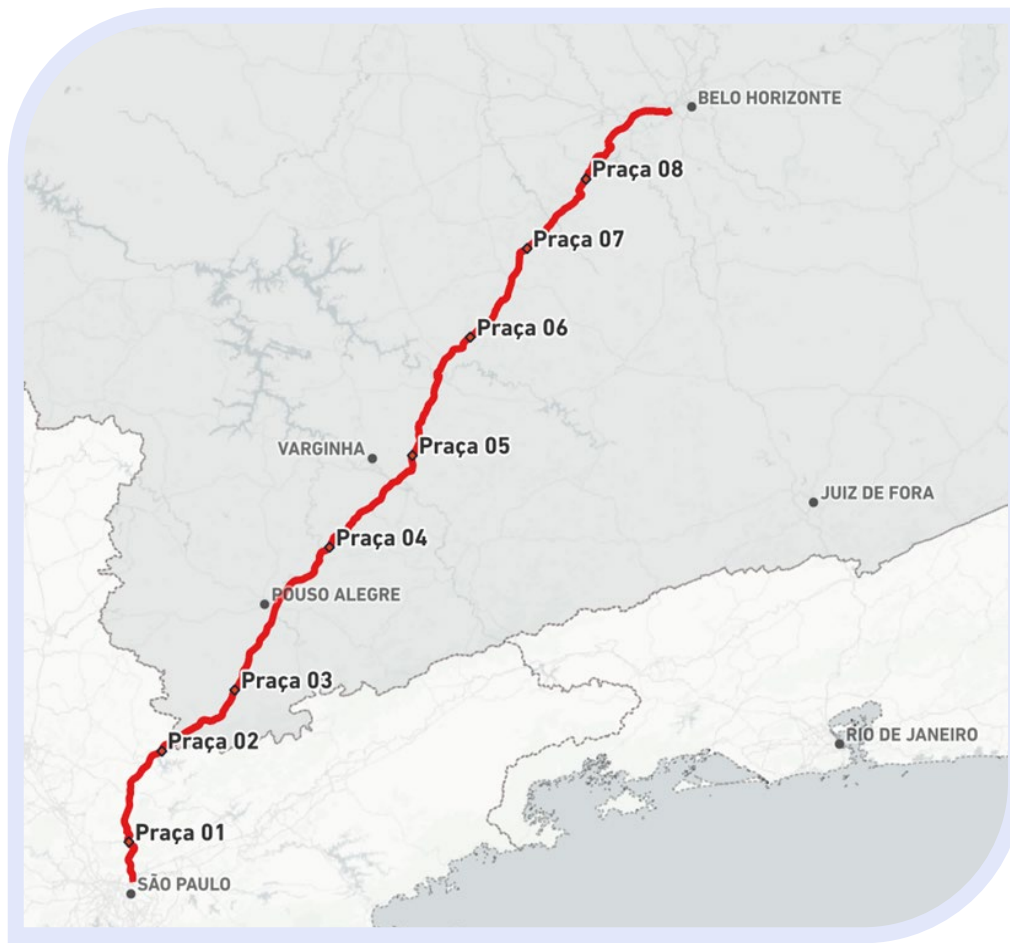 BELO HORIZONTE
Praça 08
Praça 07
Praça 06
Praça 05
VARGINHA
JUIZ DE FORA
Praça 04
POUSO ALEGRE
Praça 03
Praça 02
RIO DE JANEIRO
Praça 01
SÃO PAULO